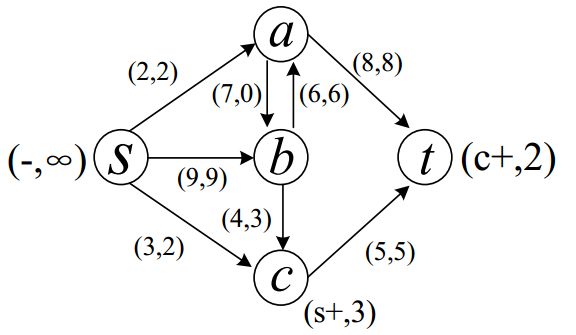 a
(2,2)
(8,8)
(7,0)
(6,6)
(-,∞)
s
b
t
(c+,2)
(9,9)
(4,3)
(3,2)
(5,5)
c
(s+,3)